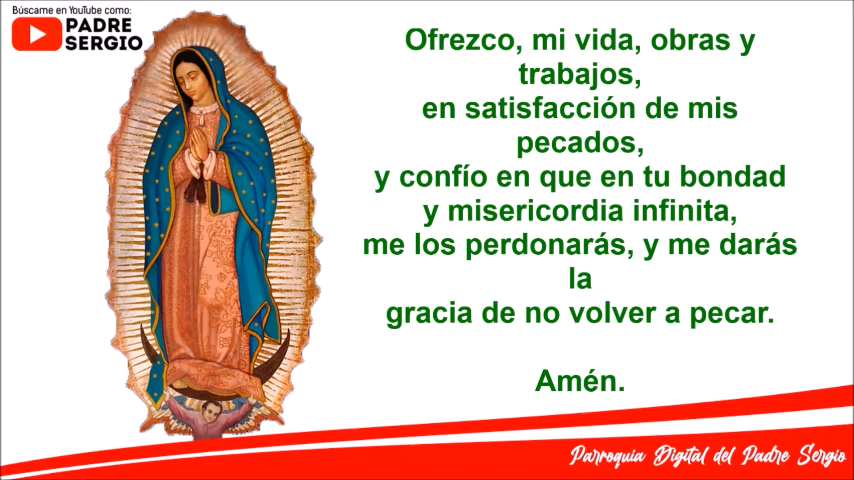 Búscame en YouTube como:
PADRE
SERGIO
Ofrezco, mi vida, obras y
trabajos,
en satisfacción de mis
pecados,
y confío en que en tu bondad
y misericordia infinita,
me los perdonarás, y me darás
la
gracia de no volver a pecar.
Amén.
Parroquia Digital del Padre Sergio